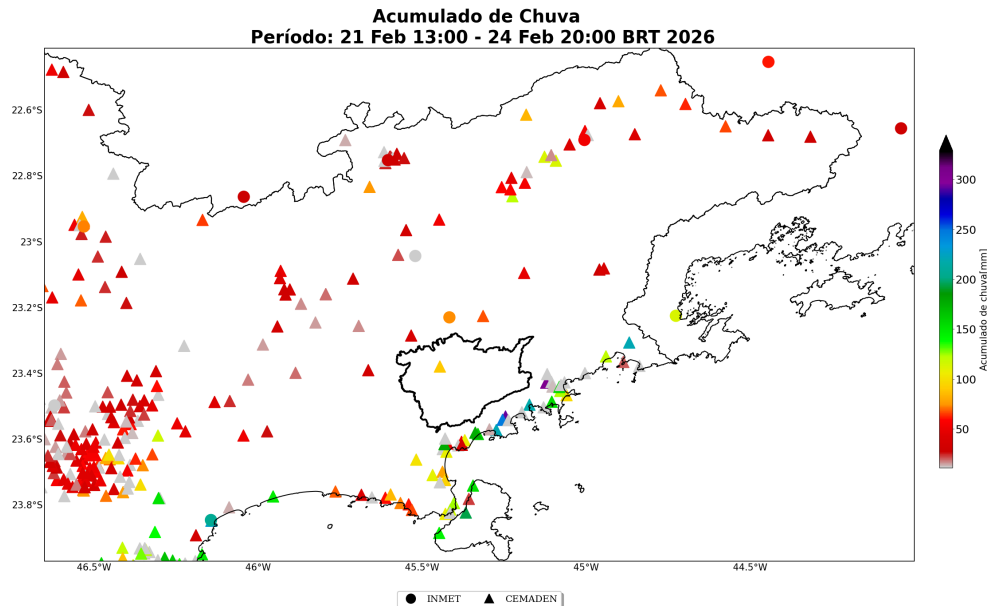 Acumulado de Chuva
Período: 21 Feb 13:00 - 24 Feb 20:00 BRT 2026
22.6°S
22.8°S
23°S
23.2°S
23.4°S
23.6°S
23.8°S
46.5°W
46°W
45.5°W
45°W
44.5°W
300
250
200
150
100
50
Acumulado de chuva[mm]
INMET
CEMADEN